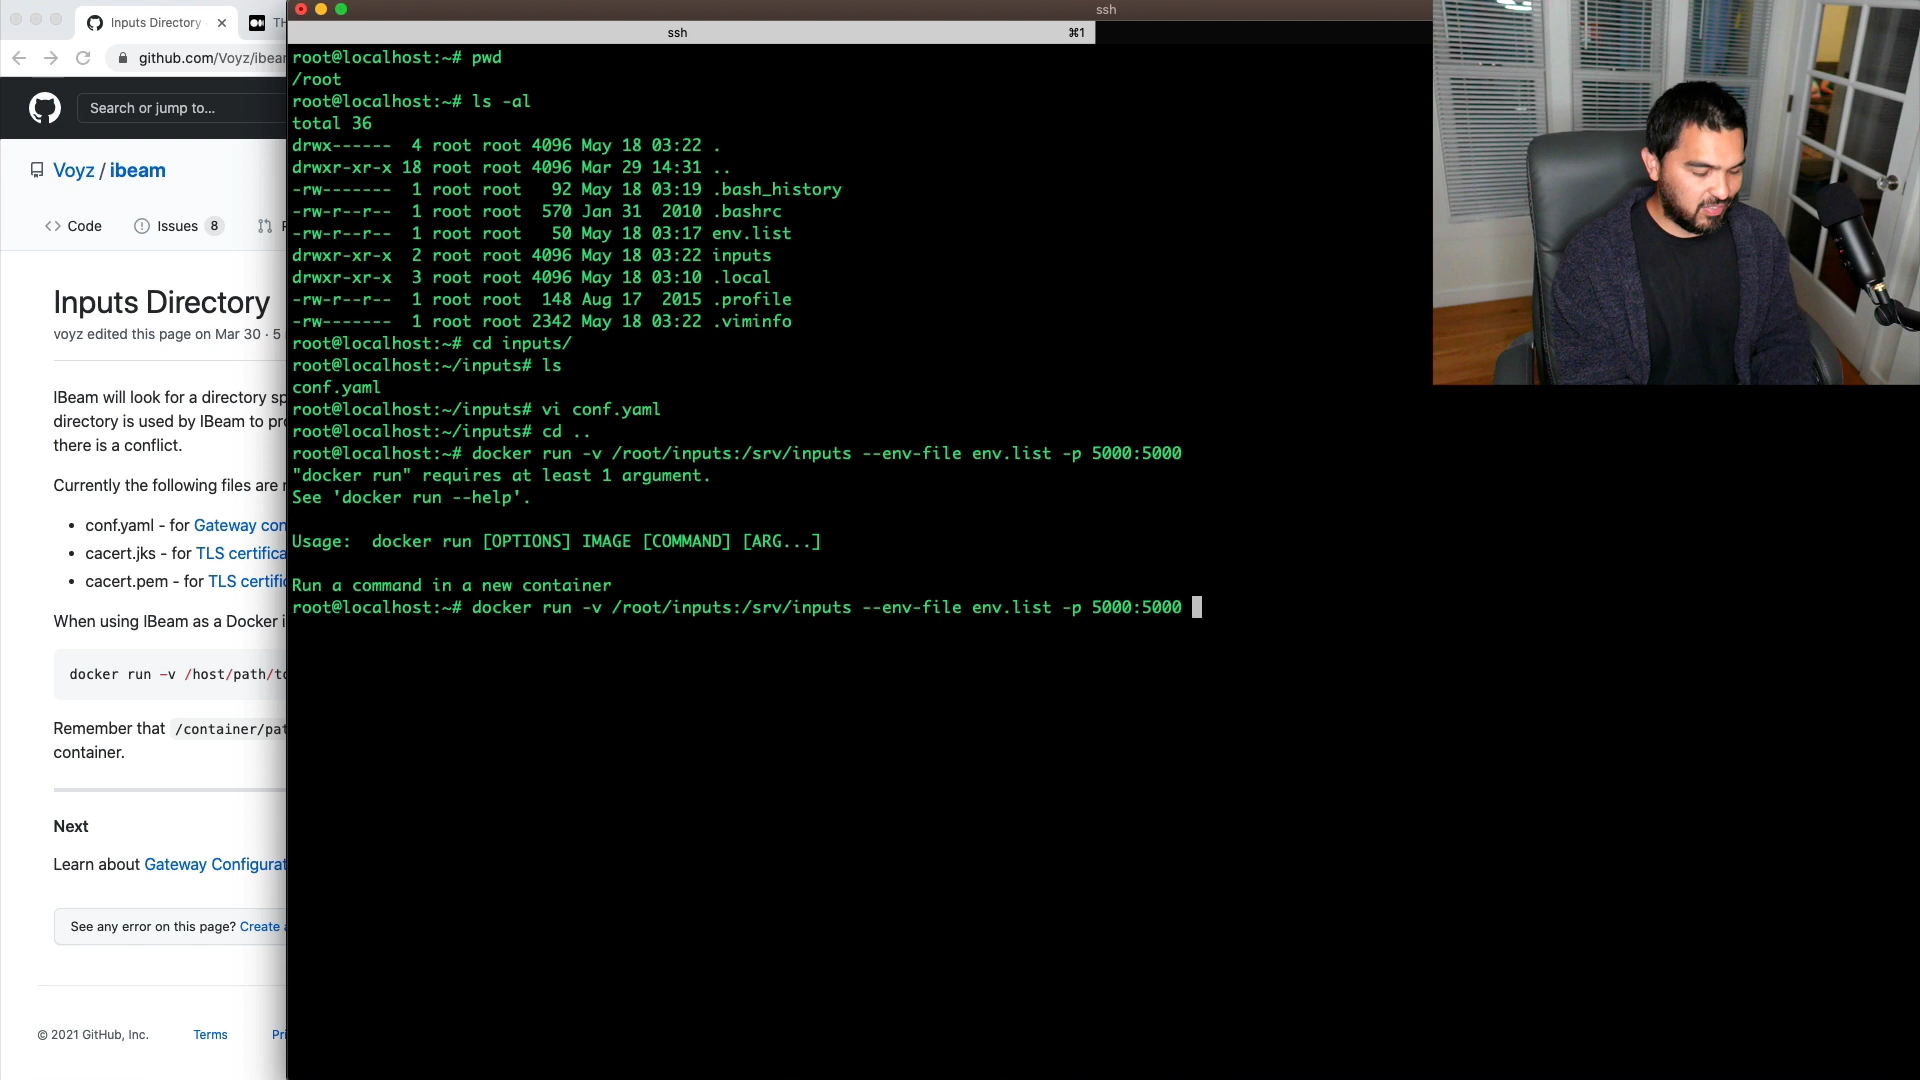 Inputs Directory
TH
github.com/Voyz/ibea
Search or jump to...
Voyz / ibeam
Code
Issues 8
Inputs Directory
voyz edited this page on Mar 30 · 5
IBeam will look for a directory sp
directory is used by IBeam to pro
there is a conflict.
Currently the following files are r
conf.yaml - for Gateway con
cacert.jks - for TLS certifica
cacert.pem - for TLS certific
When using IBeam as a Docker i
docker run -v /host/path/to
Remember that /container/pat
container.
Next
Learn about Gateway Configurat
See any error on this page? Create a
© 2021 GitHub, Inc.
Terms
Pri
ssh
ssh
⌘1
root@localhost:~# pwd
/root
root@localhost:~# ls -al
total 36
drwx------  4 root root 4096 May 18 03:22 .
drwxr-xr-x 18 root root 4096 Mar 29 14:31 ..
-rw-------  1 root root   92 May 18 03:19 .bash_history
-rw-r--r--  1 root root  570 Jan 31  2010 .bashrc
-rw-r--r--  1 root root   50 May 18 03:17 env.list
drwxr-xr-x  2 root root 4096 May 18 03:22 inputs
drwxr-xr-x  3 root root 4096 May 18 03:10 .local
-rw-r--r--  1 root root  148 Aug 17  2015 .profile
-rw-------  1 root root 2342 May 18 03:22 .viminfo
root@localhost:~# cd inputs/
root@localhost:~/inputs# ls
conf.yaml
root@localhost:~/inputs# vi conf.yaml
root@localhost:~/inputs# cd ..
root@localhost:~# docker run -v /root/inputs:/srv/inputs --env-file env.list -p 5000:5000
"docker run" requires at least 1 argument.
See 'docker run --help'.
Usage:  docker run [OPTIONS] IMAGE [COMMAND] [ARG...]
Run a command in a new container
root@localhost:~# docker run -v /root/inputs:/srv/inputs --env-file env.list -p 5000:5000